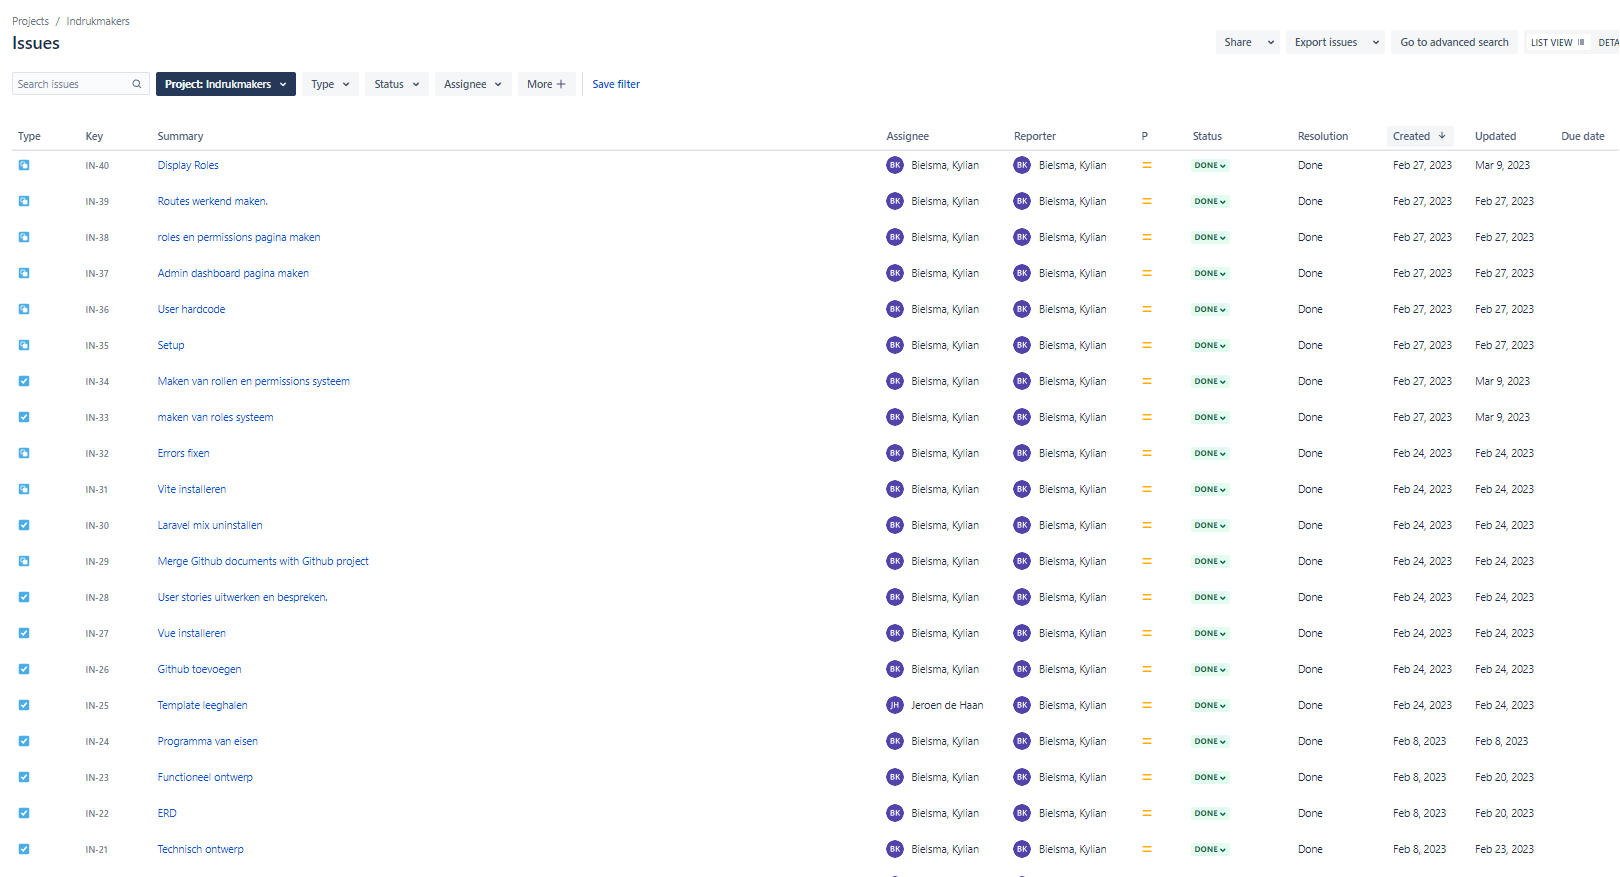 Projects / Indrukmakers
Issues
Share Export issues Go to advanced search LIST VIEW DETA
Search issues Project: Indrukmakers Type Status Assignee More + Save filter
Type Key Summary Assignee Reporter P Status Resolution Created ↓ Updated Due date
IN-40 Display Roles BK Bielsma, Kylian BK Bielsma, Kylian DONE Done Feb 27, 2023 Mar 9, 2023
IN-39 Routes werkend maken. BK Bielsma, Kylian BK Bielsma, Kylian DONE Done Feb 27, 2023 Feb 27, 2023
IN-38 roles en permissions pagina maken BK Bielsma, Kylian BK Bielsma, Kylian DONE Done Feb 27, 2023 Feb 27, 2023
IN-37 Admin dashboard pagina maken BK Bielsma, Kylian BK Bielsma, Kylian DONE Done Feb 27, 2023 Feb 27, 2023
IN-36 User hardcode BK Bielsma, Kylian BK Bielsma, Kylian DONE Done Feb 27, 2023 Feb 27, 2023
IN-35 Setup BK Bielsma, Kylian BK Bielsma, Kylian DONE Done Feb 27, 2023 Feb 27, 2023
IN-34 Maken van rollen en permissions systeem BK Bielsma, Kylian BK Bielsma, Kylian DONE Done Feb 27, 2023 Mar 9, 2023
IN-33 maken van roles systeem BK Bielsma, Kylian BK Bielsma, Kylian DONE Done Feb 27, 2023 Mar 9, 2023
IN-32 Errors fixen BK Bielsma, Kylian BK Bielsma, Kylian DONE Done Feb 24, 2023 Feb 24, 2023
IN-31 Vite installeren BK Bielsma, Kylian BK Bielsma, Kylian DONE Done Feb 24, 2023 Feb 24, 2023
IN-30 Laravel mix uninstallen BK Bielsma, Kylian BK Bielsma, Kylian DONE Done Feb 24, 2023 Feb 24, 2023
IN-29 Merge Github documents with Github project BK Bielsma, Kylian BK Bielsma, Kylian DONE Done Feb 24, 2023 Feb 24, 2023
IN-28 User stories uitwerken en bespreken. BK Bielsma, Kylian BK Bielsma, Kylian DONE Done Feb 24, 2023 Feb 24, 2023
IN-27 Vue installeren BK Bielsma, Kylian BK Bielsma, Kylian DONE Done Feb 24, 2023 Feb 24, 2023
IN-26 Github toevoegen BK Bielsma, Kylian BK Bielsma, Kylian DONE Done Feb 24, 2023 Feb 24, 2023
IN-25 Template leeghalen JH Jeroen de Haan BK Bielsma, Kylian DONE Done Feb 24, 2023 Feb 24, 2023
IN-24 Programma van eisen BK Bielsma, Kylian BK Bielsma, Kylian DONE Done Feb 8, 2023 Feb 8, 2023
IN-23 Functioneel ontwerp BK Bielsma, Kylian BK Bielsma, Kylian DONE Done Feb 8, 2023 Feb 20, 2023
IN-22 ERD BK Bielsma, Kylian BK Bielsma, Kylian DONE Done Feb 8, 2023 Feb 20, 2023
IN-21 Technisch ontwerp BK Bielsma, Kylian BK Bielsma, Kylian DONE Done Feb 8, 2023 Feb 23, 2023